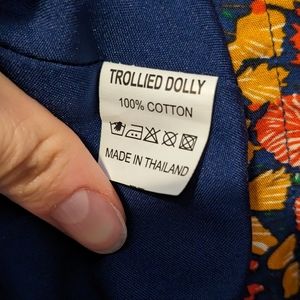 TROLLIED DOLLY
100% COTTON
MADE IN THAILAND